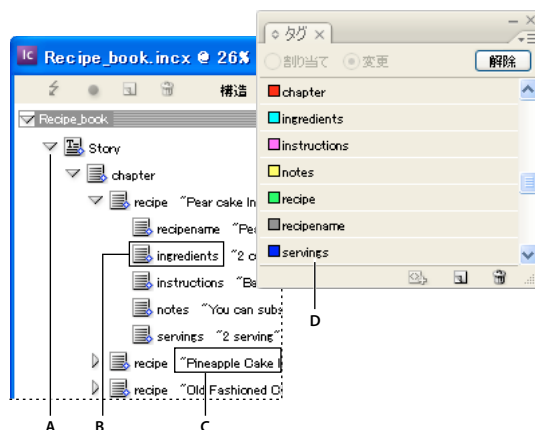 Ic Recipe_book.incx @ 26%
構造
Recipe_book
Story
chapter
recipe "Pear cake In
recipename "Pea
ingredients "2 c
instructions "Ba
notes "You can subs
servings "2 serving"
recipe "Pineapple Cake I
recipe "Old Fashioned C
タグ ×
割り当て 変更 解除
chapter
ingredients
instructions
notes
recipe
recipename
servings
D
A B C